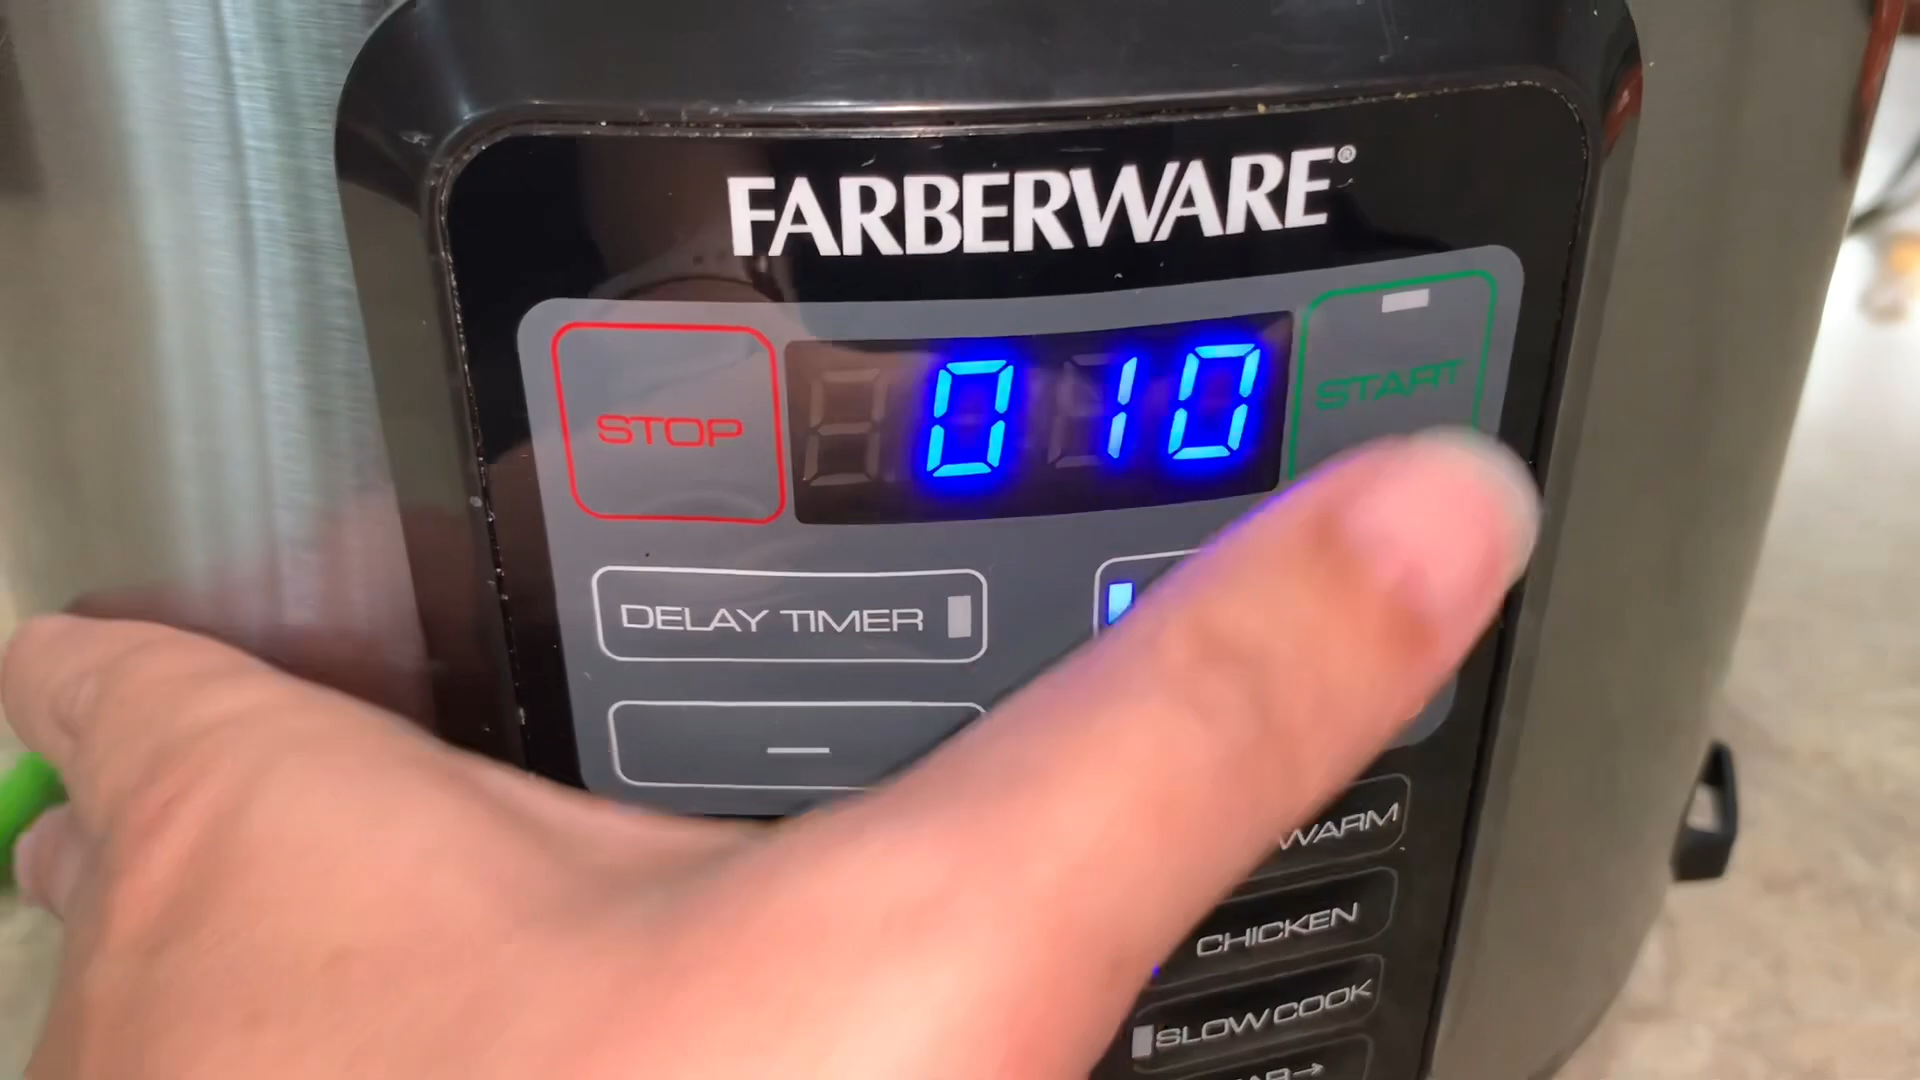 FARBERWARE®
STOP
010
START
DELAY TIMER
—
WARM
CHICKEN
SLOW COOK